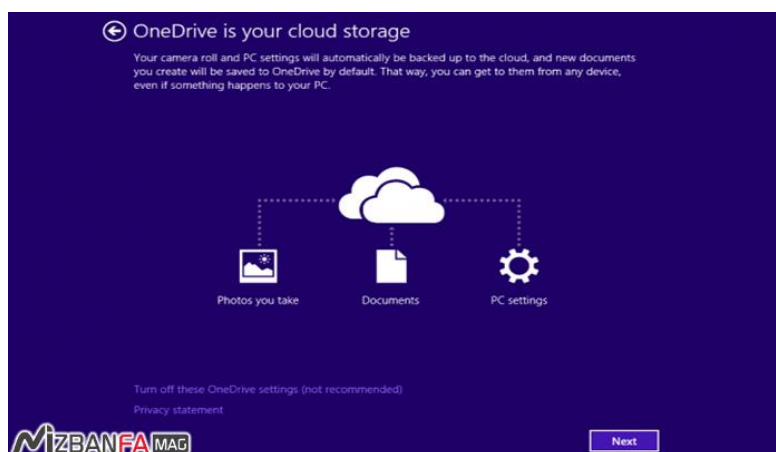 OneDrive is your cloud storage
Your camera roll and PC settings will automatically be backed up to the cloud, and new documents
you create will be saved to OneDrive by default. That way, you can get to them from any device,
even if something happens to your PC.
Photos you take
Documents
PC settings
Turn off these OneDrive settings (not recommended)
Privacy statement
Next
MIZBANFA MAG